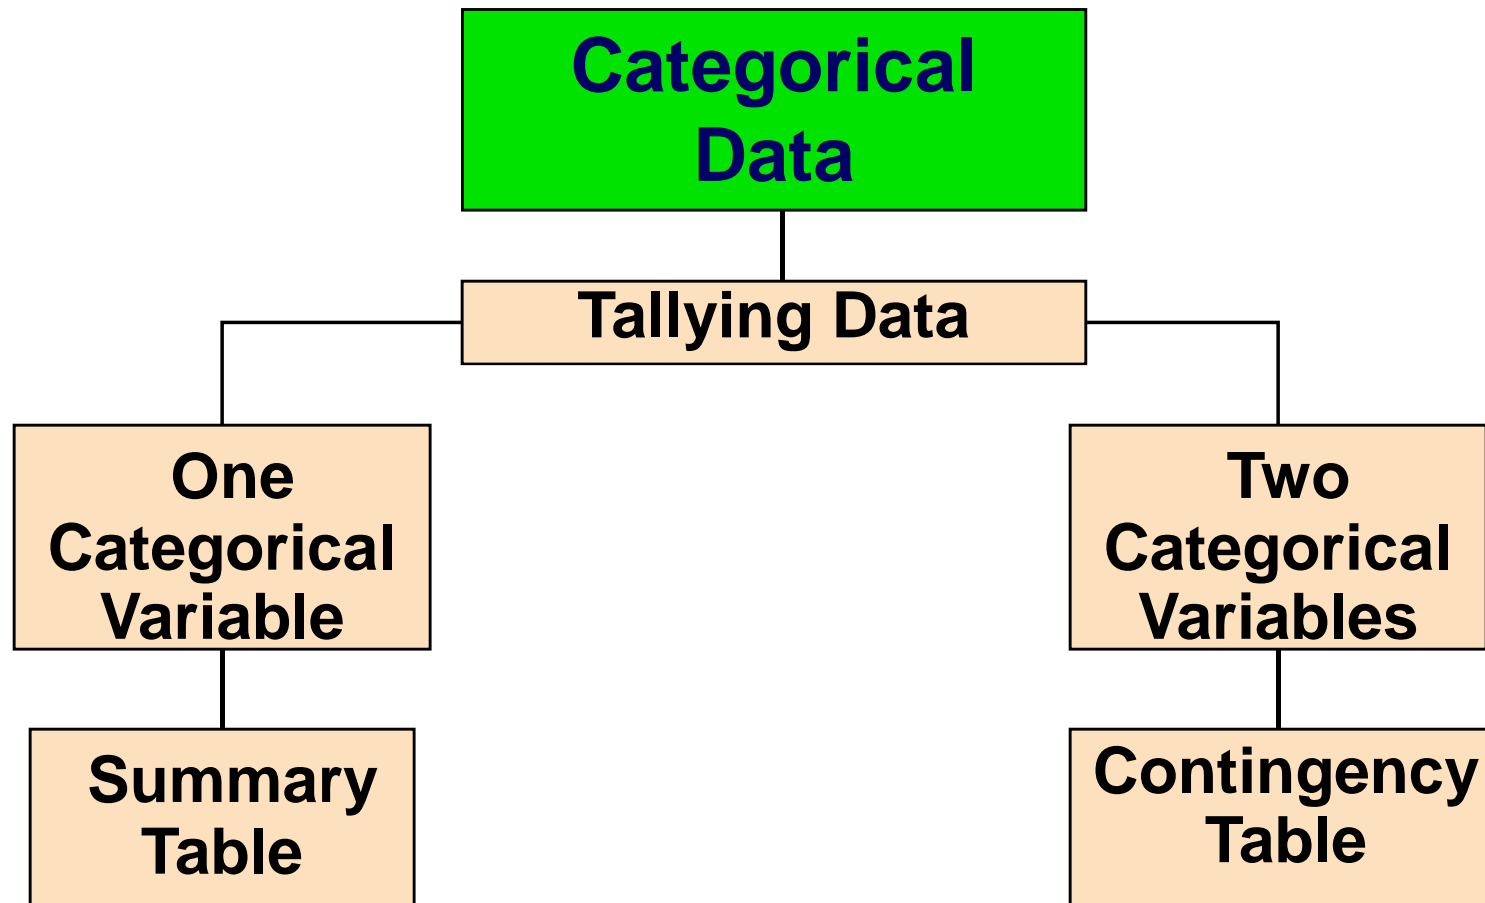 Categorical
Data
Tallying Data
One
Categorical
Variable
Two
Categorical
Variables
Summary
Table
Contingency
Table